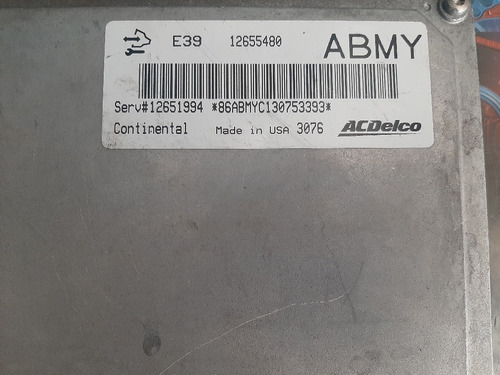 E39 12655480 ABMY
Serv#12651994 *86ABMYC130753393*
Continental Made in USA 3076 ACDelco